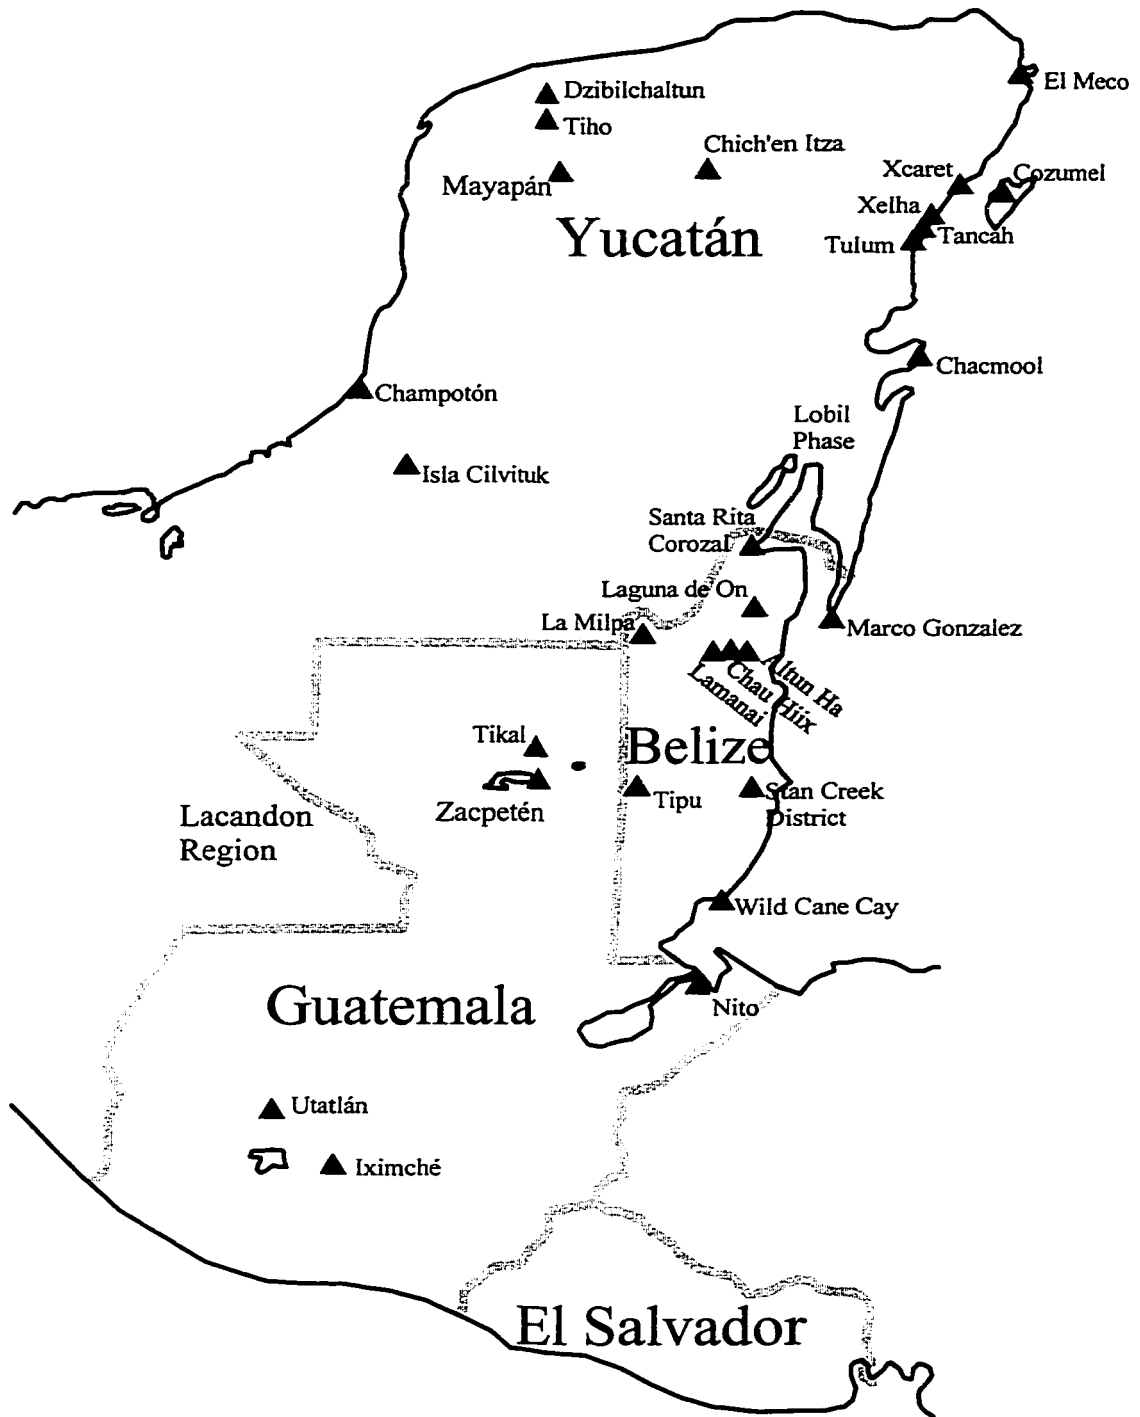 El Meco
Dzibilchaltun
Tiho
Chich'en Itza
Mayapán
Xcaret
Cozumel
Xelha
Yucatán
Tulum
Tancah
Chacmool
Champotón
Lobil
Phase
Isla Cilvituk
Santa Rita
Corozal
Laguna de On
La Milpa
Marco Gonzalez
Altun Ha
Chau Hiix
Lamanai
Tikal
Belize
Zacpetén
Tipu
Stan Creek
District
Lacandon
Region
Wild Cane Cay
Guatemala
Nito
Utatlán
Iximché
El Salvador